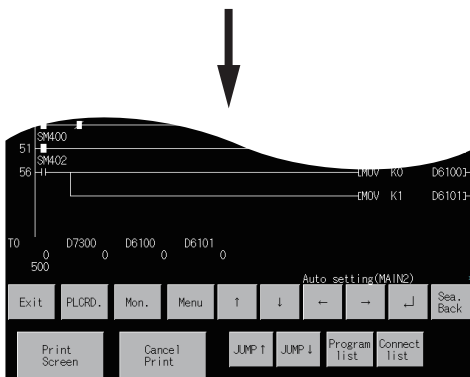 SM400
51
SM402
56 [MOV K0 D6100]
[MOV K1 D6101]
T0 D7300 D6100 D6101
0 0 0 0
500
Auto setting(MAIN2)
Exit PLCRD. Mon. Menu ↑ ↓ ← → ↵ Sea. Back
Print Screen Cancel Print JUMP↑ JUMP↓ Program list Connect list